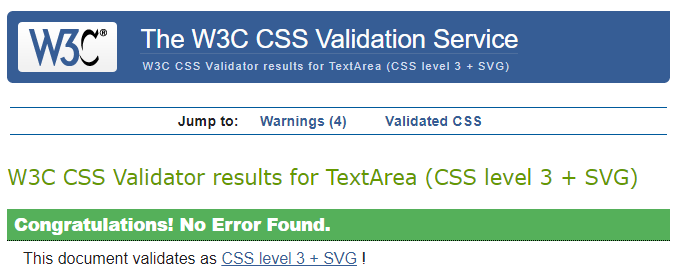 W3C®
The W3C CSS Validation Service
W3C CSS Validator results for TextArea (CSS level 3 + SVG)
Jump to: Warnings (4) Validated CSS
W3C CSS Validator results for TextArea (CSS level 3 + SVG)
Congratulations! No Error Found.
This document validates as CSS level 3 + SVG !